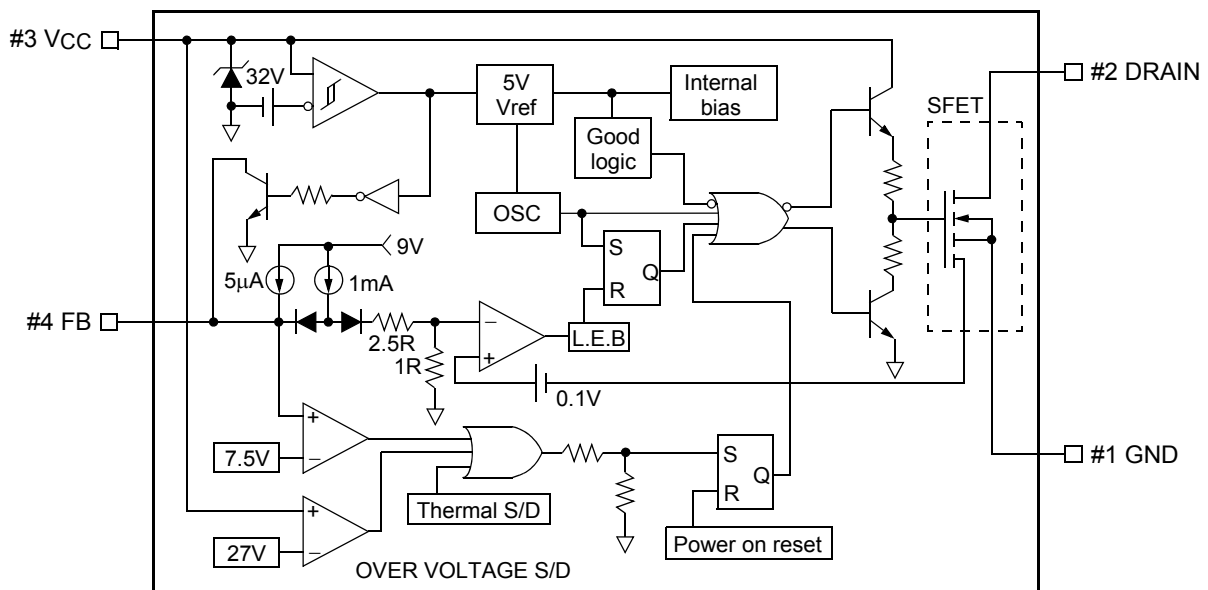 #3 VCC
32V
5V
Vref
Internal
bias
#2 DRAIN
SFET
Good
logic
OSC
9V
5μA
1mA
S
R
Q
#4 FB
2.5R
1R
−
+
L.E.B
0.1V
+
−
7.5V
S
R
Q
#1 GND
Thermal S/D
+
−
27V
Power on reset
OVER VOLTAGE S/D